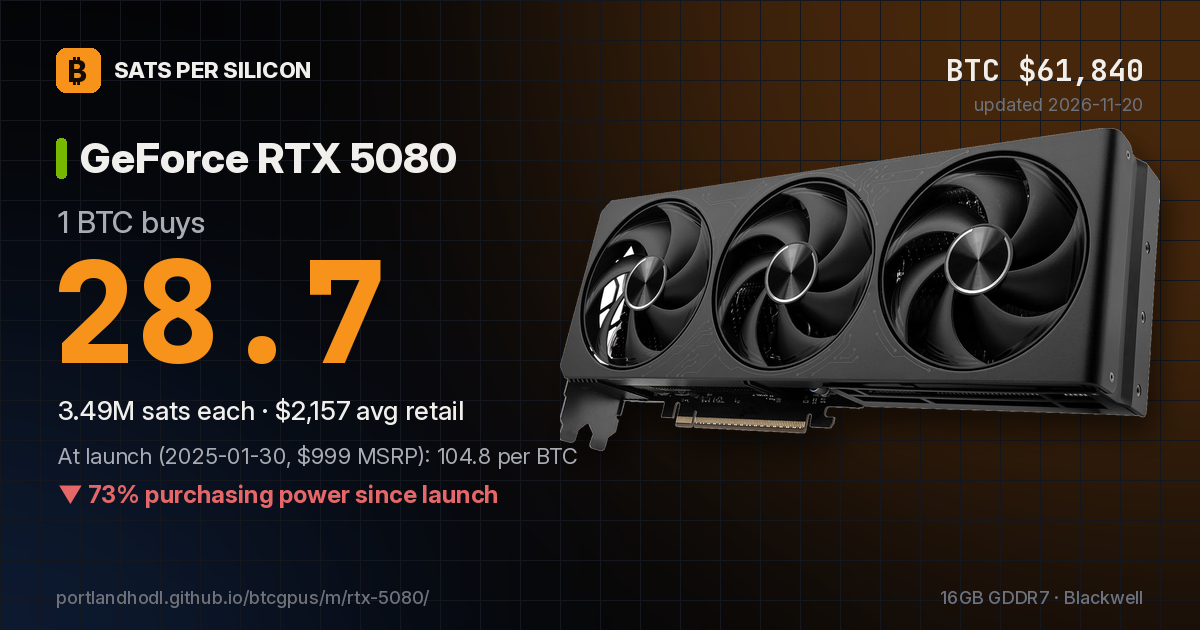 ₿ SATS PER SILICON
BTC $61,840
updated 2026-11-20
GeForce RTX 5080
1 BTC buys
28.7
3.49M sats each · $2,157 avg retail
At launch (2025-01-30, $999 MSRP): 104.8 per BTC
▼ 73% purchasing power since launch
portlandhodl.github.io/btcgpus/m/rtx-5080/
16GB GDDR7 · Blackwell